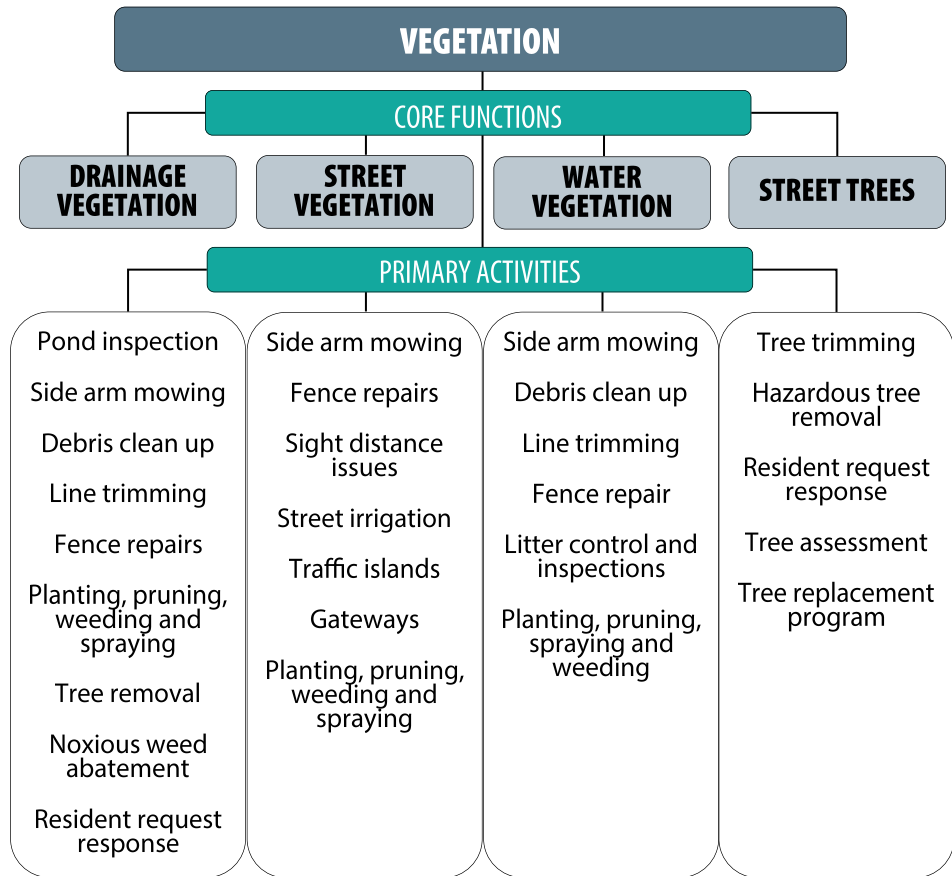 VEGETATION
CORE FUNCTIONS
DRAINAGE
VEGETATION
STREET
VEGETATION
WATER
VEGETATION
STREET TREES
PRIMARY ACTIVITIES
Pond inspection
Side arm mowing
Debris clean up
Line trimming
Fence repairs
Planting, pruning,
weeding and
spraying
Tree removal
Noxious weed
abatement
Resident request
response
Side arm mowing
Fence repairs
Sight distance
issues
Street irrigation
Traffic islands
Gateways
Planting, pruning,
weeding and
spraying
Side arm mowing
Debris clean up
Line trimming
Fence repair
Litter control and
inspections
Planting, pruning,
spraying and
weeding
Tree trimming
Hazardous tree
removal
Resident request
response
Tree assessment
Tree replacement
program